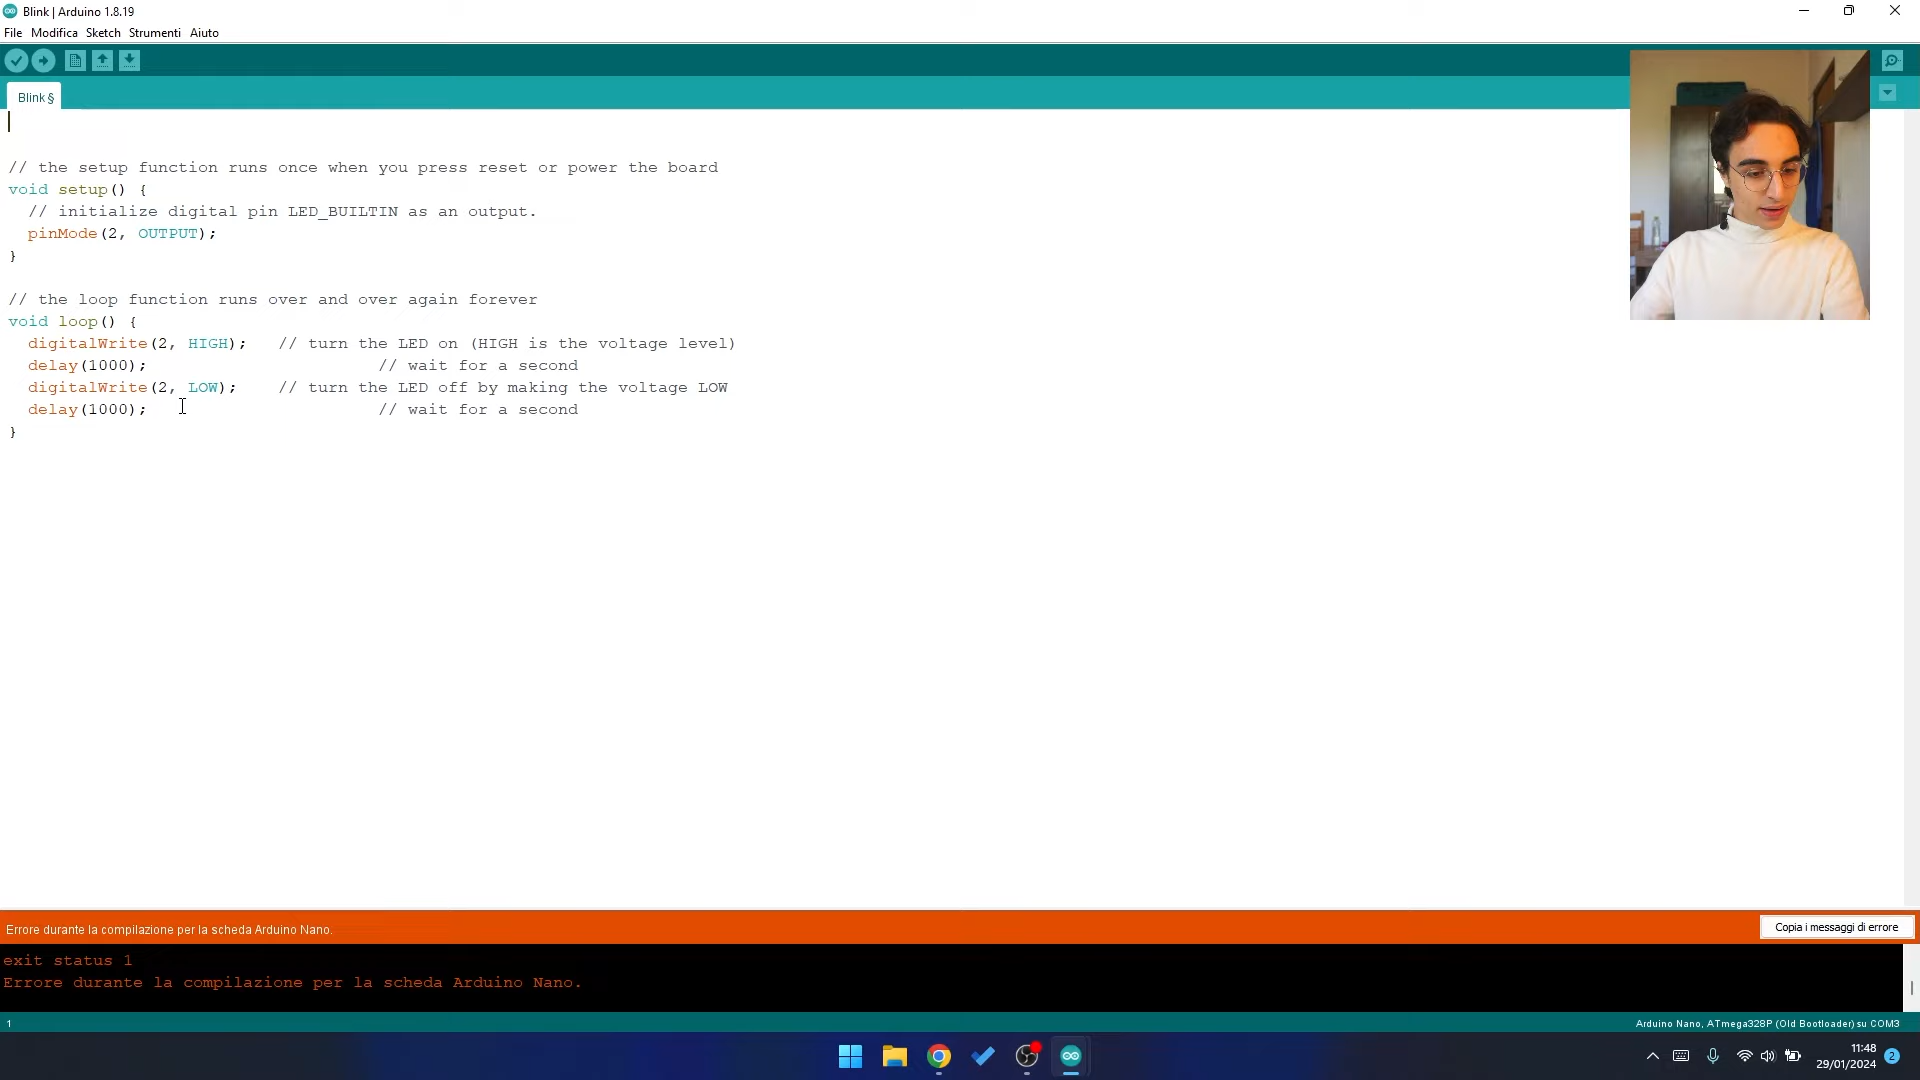 Blink | Arduino 1.8.19
File Modifica Sketch Strumenti Aiuto
Blink §
// the setup function runs once when you press reset or power the board
void setup() {
// initialize digital pin LED_BUILTIN as an output.
pinMode(2, OUTPUT);
}
// the loop function runs over and over again forever
void loop() {
digitalWrite(2, HIGH); // turn the LED on (HIGH is the voltage level)
delay(1000); // wait for a second
digitalWrite(2, LOW); // turn the LED off by making the voltage LOW
delay(1000); // wait for a second
}
Errore durante la compilazione per la scheda Arduino Nano.
Copia i messaggi di errore
exit status 1
Errore durante la compilazione per la scheda Arduino Nano.
1
Arduino Nano, ATmega328P (Old Bootloader) su COM3
11:48
29/01/2024
2